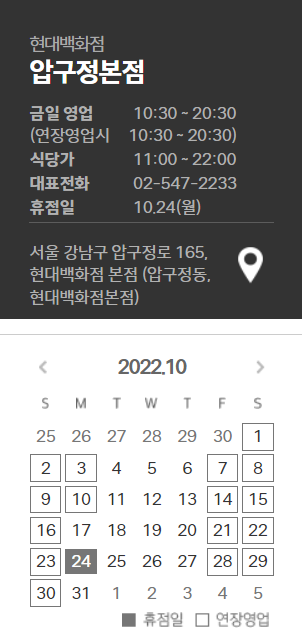 현대백화점
압구정본점
금일 영업 10:30 ~ 20:30
(연장영업시 10:30 ~ 20:30)
식당가 11:00 ~ 22:00
대표전화 02-547-2233
휴점일 10.24(월)
서울 강남구 압구정로 165,
현대백화점 본점 (압구정동,
현대백화점본점)
2022.10
S M T W T F S
25 26 27 28 29 30 1
2 3 4 5 6 7 8
9 10 11 12 13 14 15
16 17 18 19 20 21 22
23 24 25 26 27 28 29
30 31 1 2 3 4 5
휴점일 연장영업